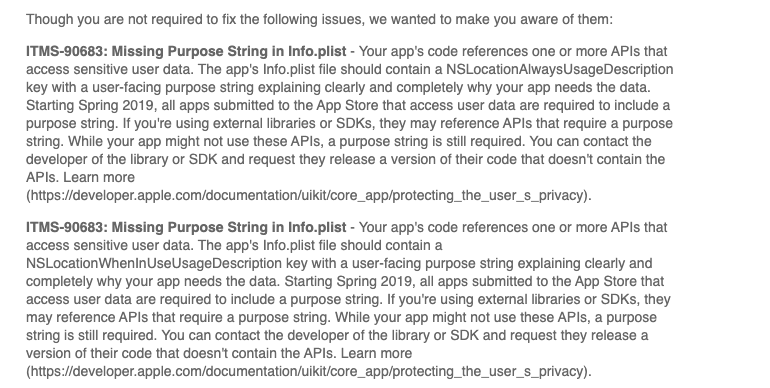 Though you are not required to fix the following issues, we wanted to make you aware of them:
ITMS-90683: Missing Purpose String in Info.plist - Your app's code references one or more APIs that
access sensitive user data. The app's Info.plist file should contain a NSLocationAlwaysUsageDescription
key with a user-facing purpose string explaining clearly and completely why your app needs the data.
Starting Spring 2019, all apps submitted to the App Store that access user data are required to include a
purpose string. If you're using external libraries or SDKs, they may reference APIs that require a purpose
string. While your app might not use these APIs, a purpose string is still required. You can contact the
developer of the library or SDK and request they release a version of their code that doesn't contain the
APIs. Learn more
(https://developer.apple.com/documentation/uikit/core_app/protecting_the_user_s_privacy).
ITMS-90683: Missing Purpose String in Info.plist - Your app's code references one or more APIs that
access sensitive user data. The app's Info.plist file should contain a
NSLocationWhenInUseUsageDescription key with a user-facing purpose string explaining clearly and
completely why your app needs the data. Starting Spring 2019, all apps submitted to the App Store that
access user data are required to include a purpose string. If you're using external libraries or SDKs, they
may reference APIs that require a purpose string. While your app might not use these APIs, a purpose
string is still required. You can contact the developer of the library or SDK and request they release a
version of their code that doesn't contain the APIs. Learn more
(https://developer.apple.com/documentation/uikit/core_app/protecting_the_user_s_privacy).